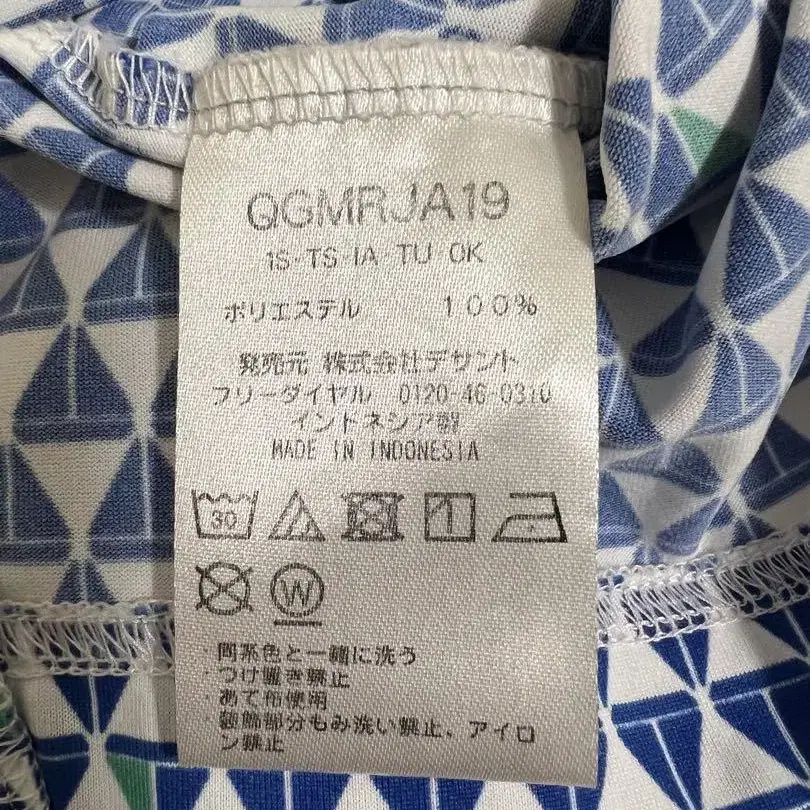 QGMRJA19
1S-TS-IA-TU-OK
ポリエステル 100%
発売元 株式会社デサント
フリーダイヤル 0120-46-0310
インドネシア製
MADE IN INDONESIA
30
W
・同系色と一緒に洗う
・つけ置き禁止
・あて布使用
・装飾部分もみ洗い禁止、アイロ
ン禁止